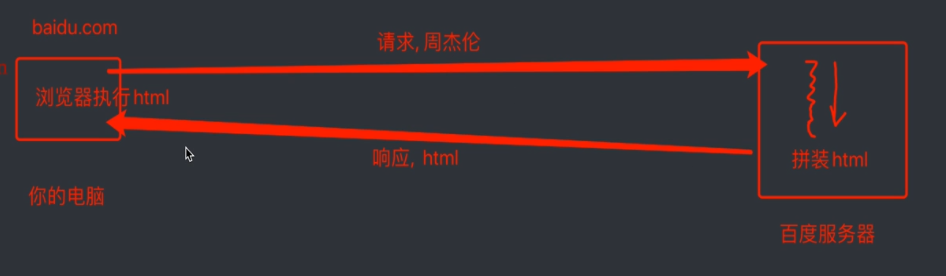 baidu.com
请求,周杰伦
浏览器执行html
响应, html
拼装html
你的电脑
百度服务器